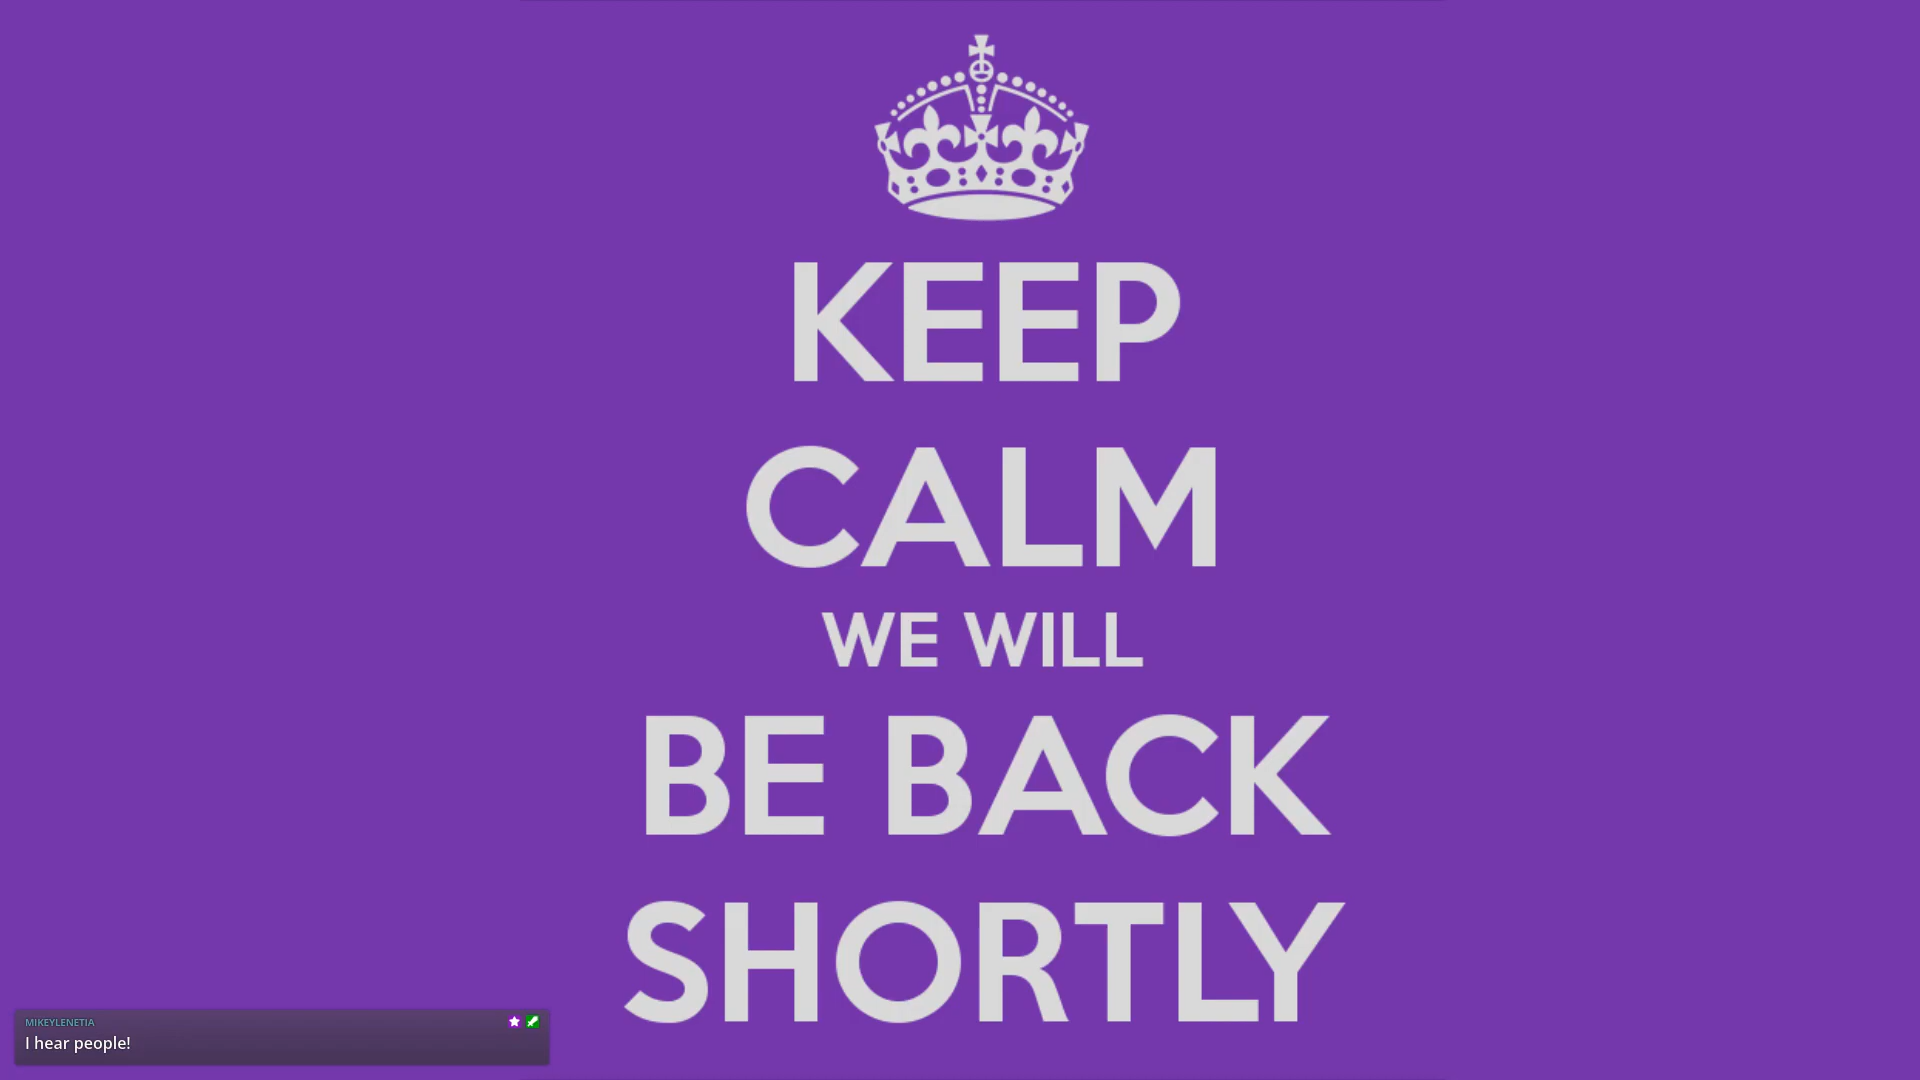 KEEP
CALM
WE WILL
BE BACK
SHORTLY
MIKEYLENETIA
I hear people!